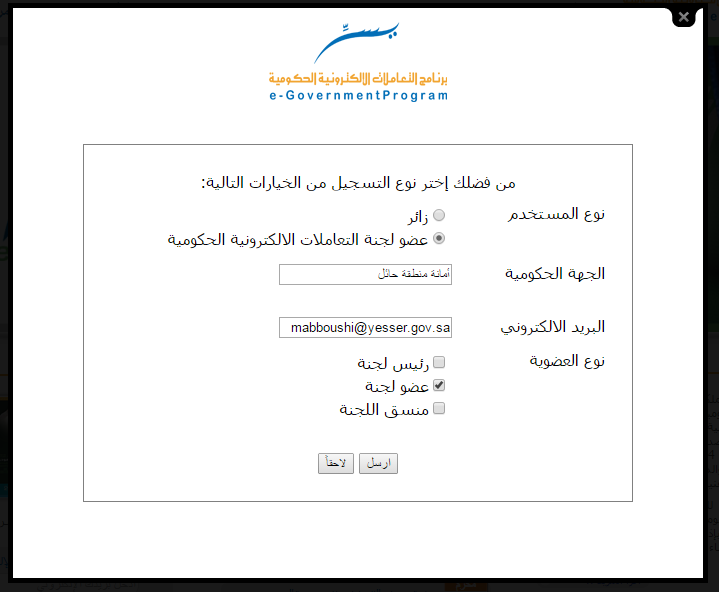 يسر
برنامج التعاملات الالكترونية الحكومية
e-GovernmentProgram
من فضلك إختر نوع التسجيل من الخيارات التالية:
نوع المستخدم
زائر
عضو لجنة التعاملات الالكترونية الحكومية
الجهة الحكومية
أمانة منطقة حائل
البريد الالكتروني
mabboushi@yesser.gov.sa
نوع العضوية
رئيس لجنة
عضو لجنة
منسق اللجنة
ارسل
لاحقاً